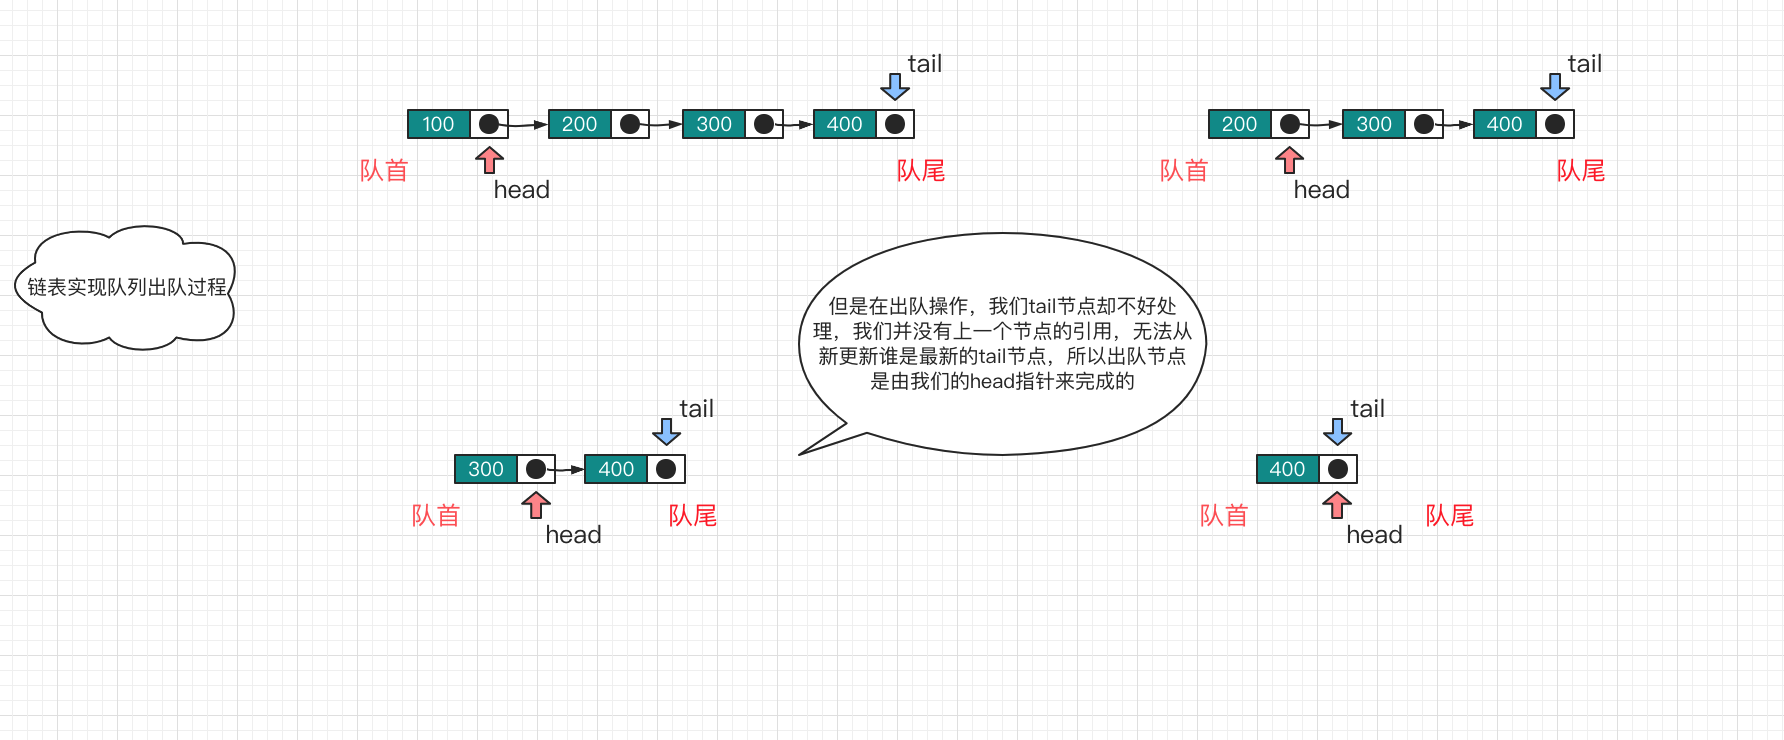 tail
100 200 300 400
队首
head
队尾
tail
200 300 400
队首
head
队尾
链表实现队列出队过程
但是在出队操作，我们tail节点却不好处
理，我们并没有上一个节点的引用，无法从
新更新谁是最新的tail节点，所以出队节点
是由我们的head指针来完成的
tail
300 400
队首
head
队尾
tail
400
队首
head
队尾